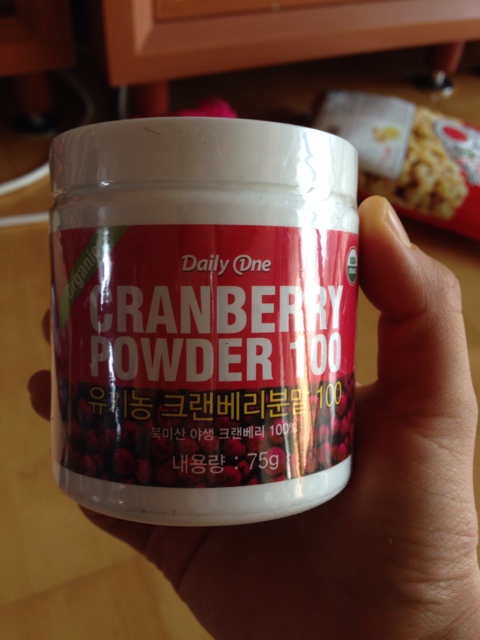 Organic
Daily One
CRANBERRY
POWDER 100
유기농 크랜베리분말 100
북미산 야생 크랜베리 100%
내용량 : 75g